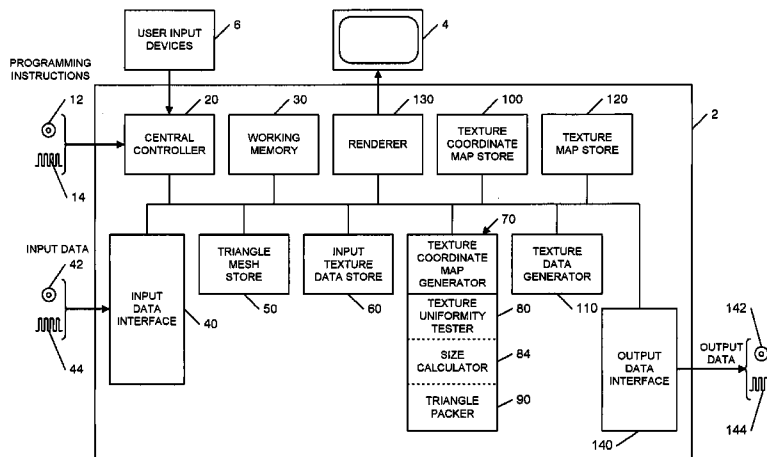 6
USER INPUT
DEVICES
4
PROGRAMMING
INSTRUCTIONS
12
14
20
CENTRAL
CONTROLLER
30
WORKING
MEMORY
130
RENDERER
100
TEXTURE
COORDINATE
MAP STORE
120
TEXTURE
MAP STORE
2
INPUT DATA
42
44
INPUT
DATA
INTERFACE
40
TRIANGLE
MESH
STORE
50
INPUT
TEXTURE
DATA STORE
60
70
TEXTURE
COORDINATE
MAP
GENERATOR
TEXTURE
UNIFORMITY
TESTER
80
SIZE
CALCULATOR
84
TRIANGLE
PACKER
90
TEXTURE
DATA
GENERATOR
110
OUTPUT
DATA
INTERFACE
140
OUTPUT
DATA
142
144